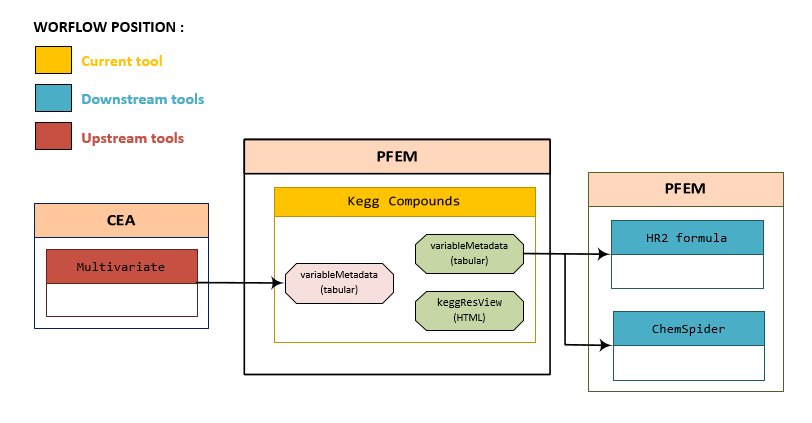 WORFLOW POSITION :
Current tool
Downstream tools
Upstream tools
CEA
Multivariate
PFEM
Kegg Compounds
variableMetadata
(tabular)
variableMetadata
(tabular)
keggResView
(HTML)
PFEM
HR2 formula
ChemSpider